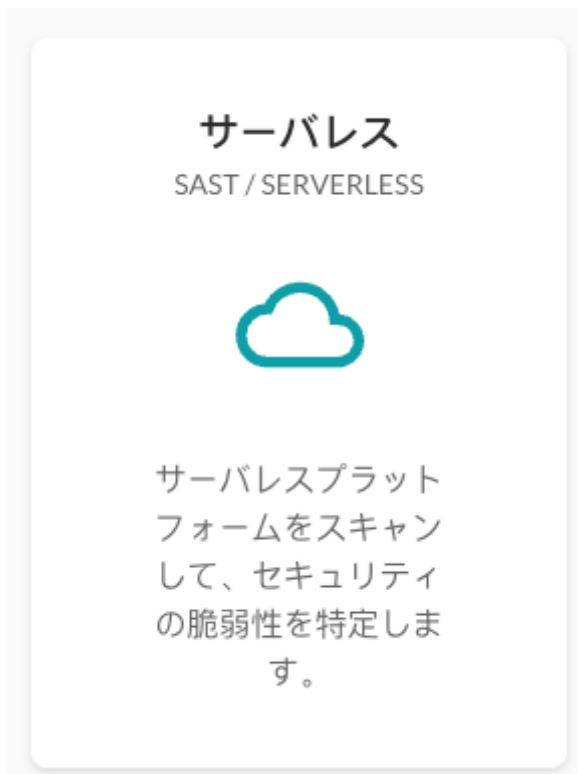 サーバレス
SAST / SERVERLESS
サーバレスプラット
フォームをスキャン
して、セキュリティ
の脆弱性を特定しま
す。